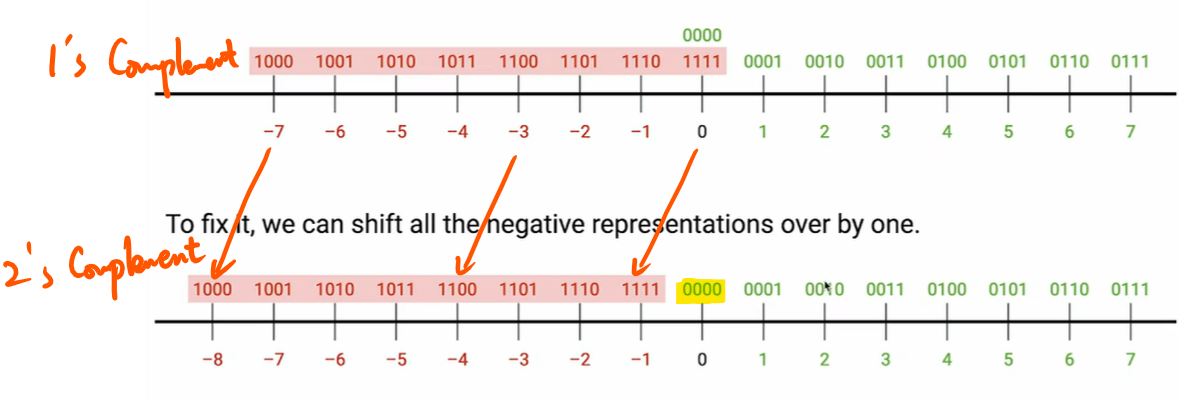 0000
1's Complement 1000 1001 1010 1011 1100 1101 1110 1111 0001 0010 0011 0100 0101 0110 0111
−7 −6 −5 −4 −3 −2 −1 0 1 2 3 4 5 6 7
To fix it, we can shift all the negative representations over by one.
2's Complement
1000 1001 1010 1011 1100 1101 1110 1111 0000 0001 0010 0011 0100 0101 0110 0111
−8 −7 −6 −5 −4 −3 −2 −1 0 1 2 3 4 5 6 7